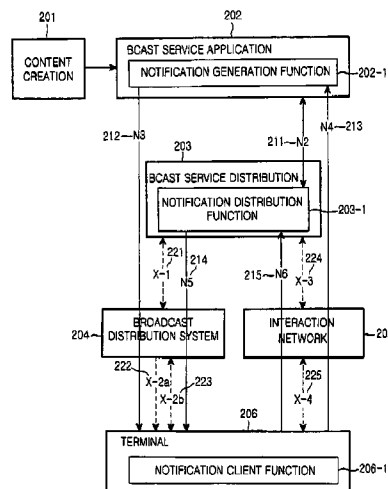 201
CONTENT
CREATION
202
BCAST SERVICE APPLICATION
NOTIFICATION GENERATION FUNCTION
202-1
212
N3
211
N2
N4
213
203
BCAST SERVICE DISTRIBUTION
NOTIFICATION DISTRIBUTION
FUNCTION
203-1
221
X-1
214
N5
215
N6
224
X-3
204
BROADCAST
DISTRIBUTION SYSTEM
INTERACTION
NETWORK
20
222
X-2a
X-2b
223
225
X-4
206
TERMINAL
NOTIFICATION CLIENT FUNCTION
206-1